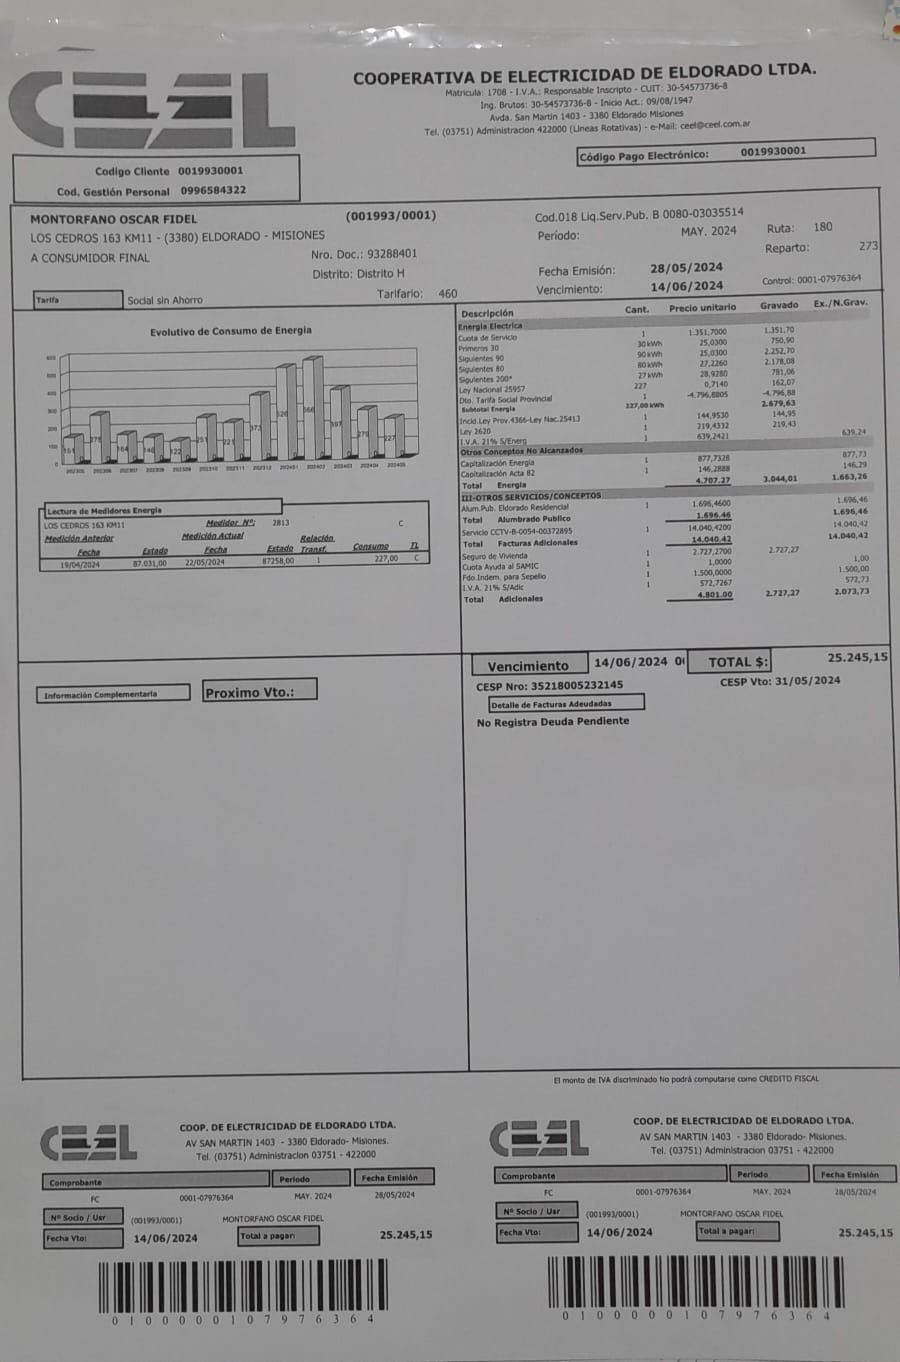 CEEL
COOPERATIVA DE ELECTRICIDAD DE ELDORADO LTDA.
Matricula: 1708 - I.V.A.: Responsable Inscripto - CUIT: 30-54573736-8
Ing. Brutos: 30-54573736-8 - Inicio Act.: 09/08/1947
Avda. San Martin 1403 - 3380 Eldorado Misiones
Tel. (03751) Administracion 422000 (Lineas Rotativas) - e-Mail: ceel@ceel.com.ar
Codigo Cliente 0019930001
Cod. Gestión Personal 0996584322
Código Pago Electrónico: 0019930001
MONTORFANO OSCAR FIDEL (001993/0001)
LOS CEDROS 163 KM11 - (3380) ELDORADO - MISIONES
A CONSUMIDOR FINAL
Nro. Doc.: 93288401
Distrito: Distrito H
Tarifa Social sin Ahorro Tarifario: 460
Cod.018 Liq.Serv.Pub. B 0080-03035514
Período: MAY. 2024 Ruta: 180
Reparto: 273
Fecha Emisión: 28/05/2024
Vencimiento: 14/06/2024 Control: 0001-07976364
Evolutivo de Consumo de Energia
600
500
400
300
200
100
0
202305 202306 202307 202308 202309 202310 202311 202312 202401 202402 202403 202404 202405
Lectura de Medidores Energia
LOS CEDROS 163 KM11 Medidor Nº: 2813 C
Medición Anterior Medición Actual Relación
Fecha Estado Fecha Estado Transf. Consumo TL
19/04/2024 87.031,00 22/05/2024 87258,00 1 227,00 C
Descripción Cant. Precio unitario Gravado Ex./N.Grav.
Energia Electrica
Cuota de Servicio 1 1.351,7000 1.351,70
Primeros 30 30 kWh 25,0300 750,90
Siguientes 90 90 kWh 25,0300 2.252,70
Siguientes 80 80 kWh 27,2260 2.178,08
Siguientes 200* 27 kWh 28,9280 781,06
Ley Nacional 25957 227 0,7140 162,07
Dto. Tarifa Social Provincial 1 -4.796,8805 -4.796,88
Subtotal Energia 227,00 kWh 2.679,63
Incid.Ley Prov.4366-Ley Nac.25413 1 144,9530 144,95
Ley 2620 1 219,4332 219,43
I.V.A. 21% S/Energ 1 639,2421 639,24
Otros Conceptos No Alcanzados
Capitalización Energia 1 877,7328 877,73
Capitalización Acta 82 1 146,2888 146,29
Total Energia 4.707,27 3.044,01 1.663,26
III-OTROS SERVICIOS/CONCEPTOS
Alum.Pub. Eldorado Residencial 1 1.696,4600 1.696,46
Total Alumbrado Publico 1.696,46 1.696,46
Servicio CCTV-B-0054-00372895 1 14.040,4200 14.040,42
Total Facturas Adicionales 14.040,42 14.040,42
Seguro de Vivienda 1 2.727,2700 2.727,27
Cuota Ayuda al SAMIC 1 1,0000 1,00
Fdo.Indem. para Sepelio 1 1.500,0000 1.500,00
I.V.A. 21% S/Adic 1 572,7267 572,73
Total Adicionales 4.801,00 2.727,27 2.073,73
Vencimiento 14/06/2024 TOTAL $: 25.245,15
CESP Nro: 35218005232145 CESP Vto: 31/05/2024
Detalle de Facturas Adeudadas
No Registra Deuda Pendiente
Información Complementaria Proximo Vto.:
El monto de IVA discriminado No podrá computarse como CREDITO FISCAL
CEEL
COOP. DE ELECTRICIDAD DE ELDORADO LTDA.
AV SAN MARTIN 1403 - 3380 Eldorado- Misiones.
Tel. (03751) Administracion 03751 - 422000
Comprobante Periodo Fecha Emisión
FC 0001-07976364 MAY. 2024 28/05/2024
Nº Socio / Usr (001993/0001) MONTORFANO OSCAR FIDEL
Fecha Vto: 14/06/2024 Total a pagar: 25.245,15
0 1 0 0 0 0 0 1 0 7 9 7 6 3 6 4
CEEL
COOP. DE ELECTRICIDAD DE ELDORADO LTDA.
AV SAN MARTIN 1403 - 3380 Eldorado- Misiones.
Tel. (03751) Administracion 03751 - 422000
Comprobante Periodo Fecha Emisión
FC 0001-07976364 MAY. 2024 28/05/2024
Nº Socio / Usr (001993/0001) MONTORFANO OSCAR FIDEL
Fecha Vto: 14/06/2024 Total a pagar: 25.245,15
0 1 0 0 0 0 0 1 0 7 9 7 6 3 6 4